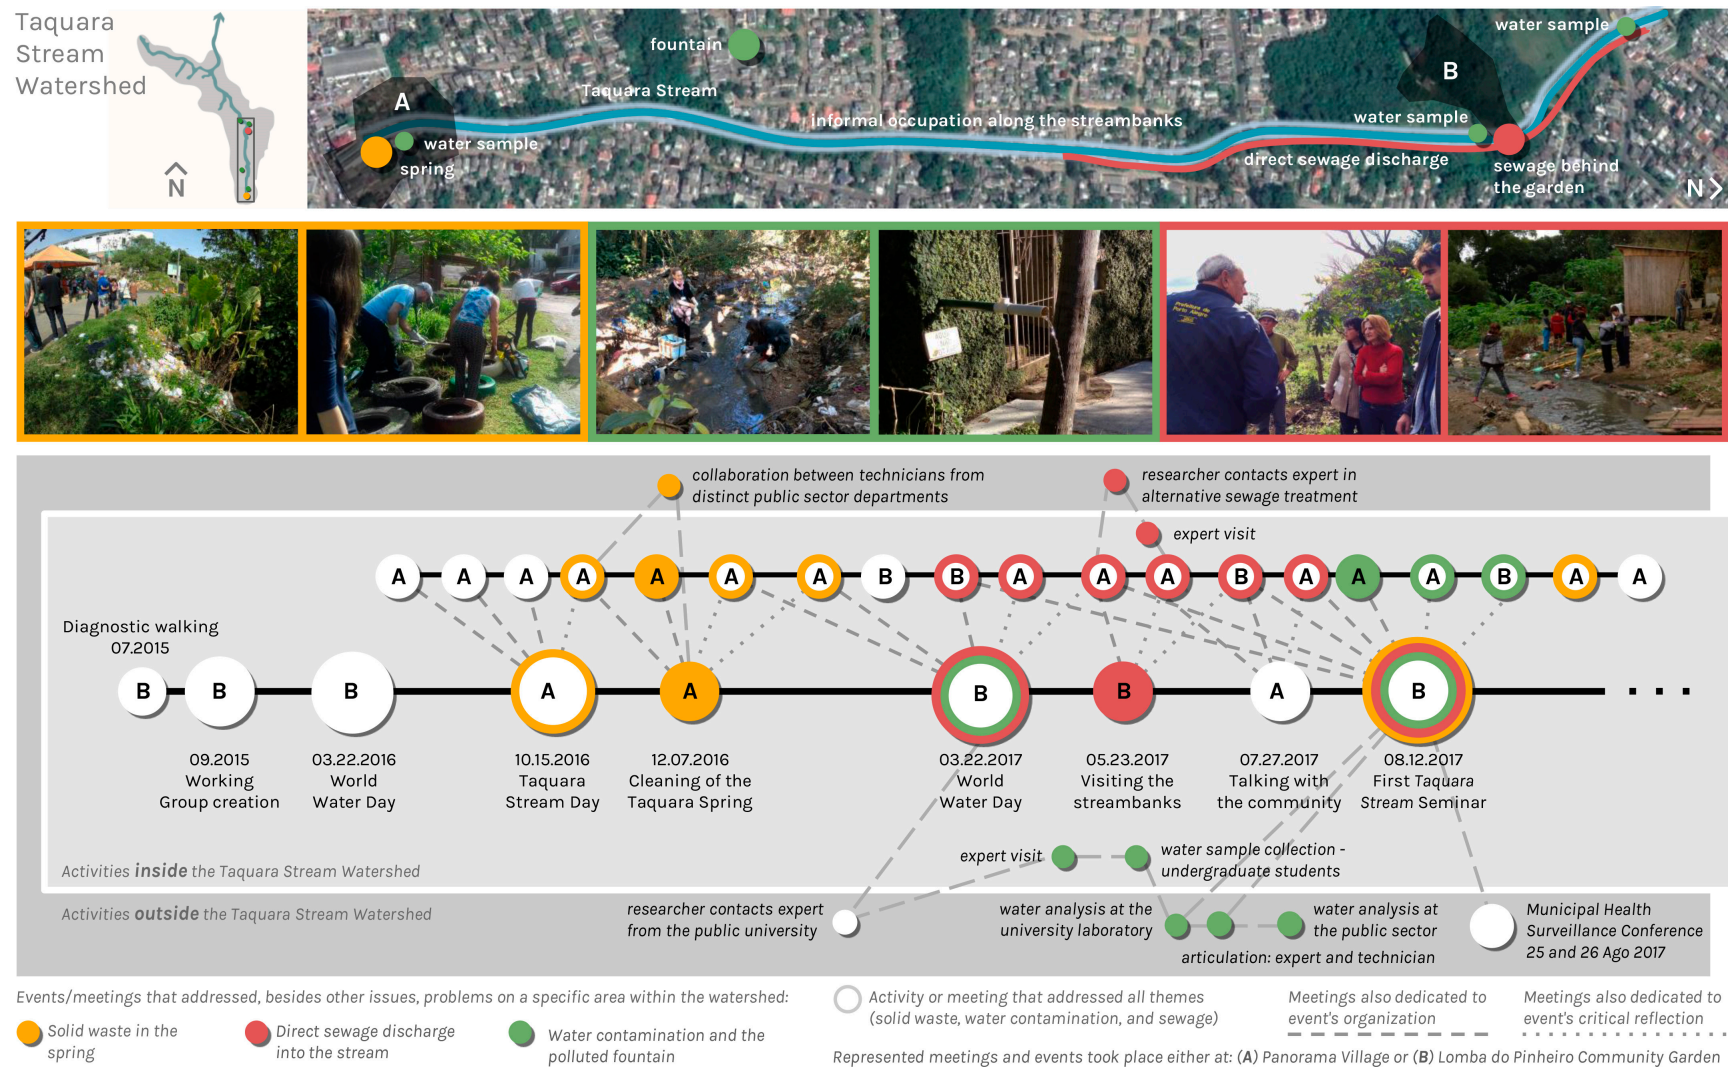 Taquara
Stream
Watershed
N
A
fountain
Taquara Stream
water sample
spring
informal occupation along the streambanks
B
water sample
water sample
direct sewage discharge
sewage behind
the garden
N
Prefeitura de
Porto Alegre
collaboration between technicians from
distinct public sector departments
researcher contacts expert in
alternative sewage treatment
expert visit
A A A A A A A B B A A A B A A A B A A
Diagnostic walking
07.2015
B B B A A B B A B
09.2015
Working
Group creation
03.22.2016
World
Water Day
10.15.2016
Taquara
Stream Day
12.07.2016
Cleaning of the
Taquara Spring
03.22.2017
World
Water Day
05.23.2017
Visiting the
streambanks
07.27.2017
Talking with
the community
08.12.2017
First Taquara
Stream Seminar
expert visit
water sample collection -
undergraduate students
Activities inside the Taquara Stream Watershed
Activities outside the Taquara Stream Watershed
researcher contacts expert
from the public university
water analysis at the
university laboratory
water analysis at
the public sector
articulation: expert and technician
Municipal Health
Surveillance Conference
25 and 26 Ago 2017
Events/meetings that addressed, besides other issues, problems on a specific area within the watershed:
Solid waste in the
spring
Direct sewage discharge
into the stream
Water contamination and the
polluted fountain
Activity or meeting that addressed all themes
(solid waste, water contamination, and sewage)
Meetings also dedicated to
event's organization
Meetings also dedicated to
event's critical reflection
Represented meetings and events took place either at: (A) Panorama Village or (B) Lomba do Pinheiro Community Garden